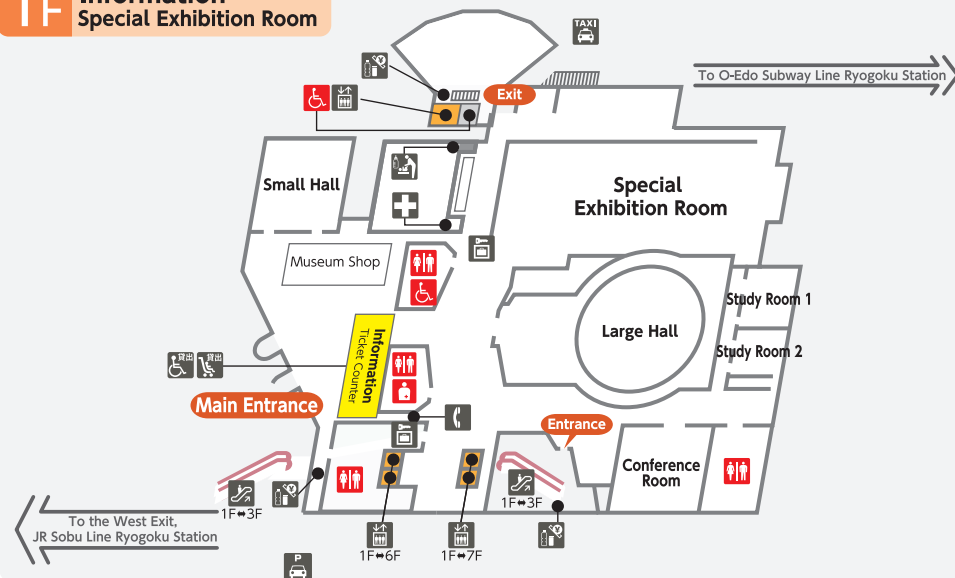 1F
Information
Special Exhibition Room
TAXI
To O-Edo Subway Line Ryogoku Station
Exit
Small Hall
Special
Exhibition Room
Museum Shop
Study Room 1
Large Hall
Study Room 2
Information
Ticket Counter
貸出
貸出
Main Entrance
Entrance
Conference
Room
1F⇔3F
1F⇔3F
To the West Exit,
JR Sobu Line Ryogoku Station
1F⇔6F
1F⇔7F
P